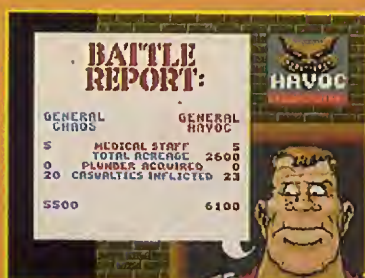 BATTLE
REPORT:
HAVOC
GENERAL CHAOS
GENERAL HAVOC
5 MEDICAL STAFF 5
TOTAL ACREAGE 2600
0 PLUNDER ACQUIRED 0
20 CASUALTIES INFLICTED 23
5500 6100